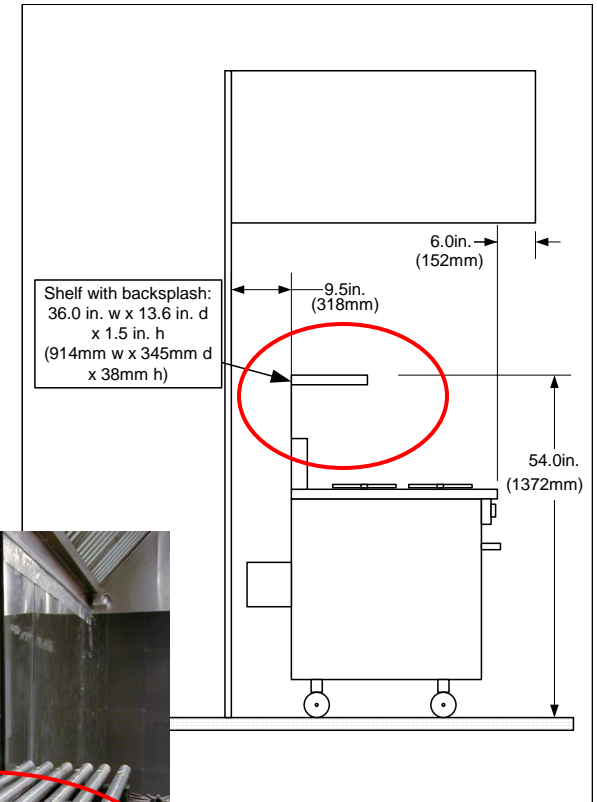 6.0in.
(152mm)
9.5in.
(318mm)
Shelf with backsplash:
36.0 in. w x 13.6 in. d
x 1.5 in. h
(914mm w x 345mm d
x 38mm h)
54.0in.
(1372mm)